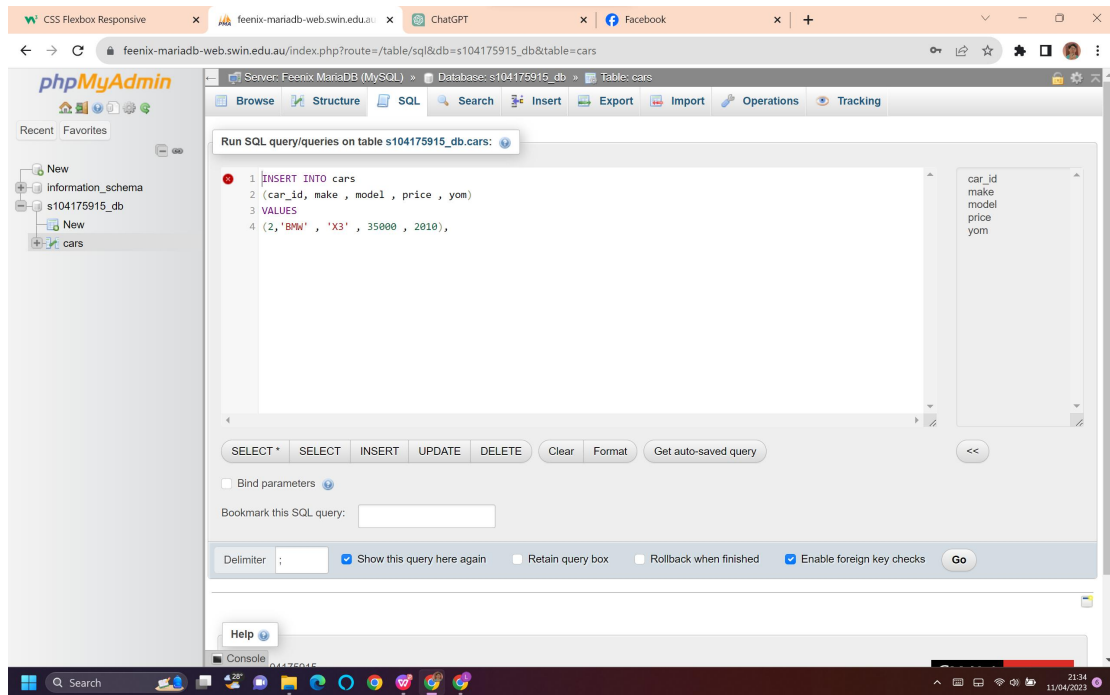 CSS Flexbox Responsive
feenix-mariadb-web.swin.edu.au
ChatGPT
Facebook
feenix-mariadb-web.swin.edu.au/index.php?route=/table/sql&db=s104175915_db&table=cars
phpMyAdmin
Recent Favorites
New
information_schema
s104175915_db
New
cars
Server: Feenix MariaDB (MySQL) » Database: s104175915_db » Table: cars
Browse Structure SQL Search Insert Export Import Operations Tracking
Run SQL query/queries on table s104175915_db.cars:
1 INSERT INTO cars
2 (car_id, make , model , price , yom)
3 VALUES
4 (2,'BMW' , 'X3' , 35000 , 2010),
car_id
make
model
price
yom
SELECT * SELECT INSERT UPDATE DELETE Clear Format Get auto-saved query <<
Bind parameters
Bookmark this SQL query:
Delimiter ; Show this query here again Retain query box Rollback when finished Enable foreign key checks Go
Help
Console
Search
28°
21:34
11/04/2023
6